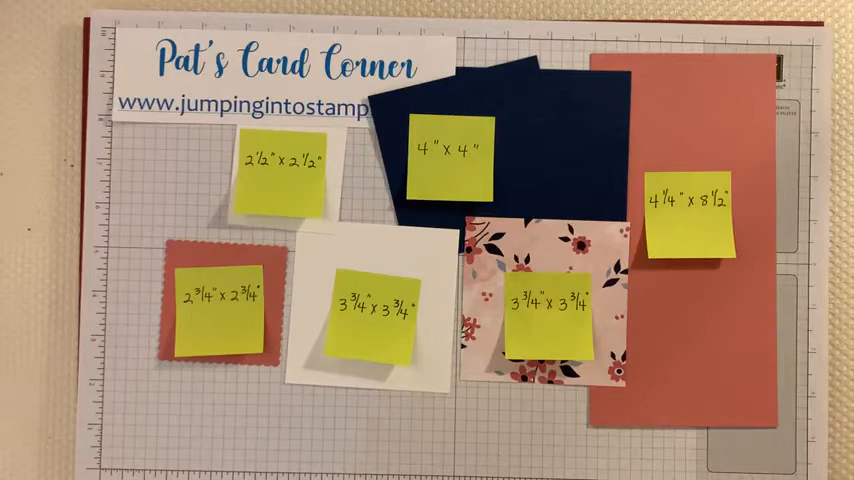 Pat's Card Corner
www.jumpingintostamp
2 1/2" x 2 1/2"
4" x 4"
4 1/4" x 8 1/2"
2 3/4" x 2 3/4"
3 3/4" x 3 3/4"
3 3/4" x 3 3/4"